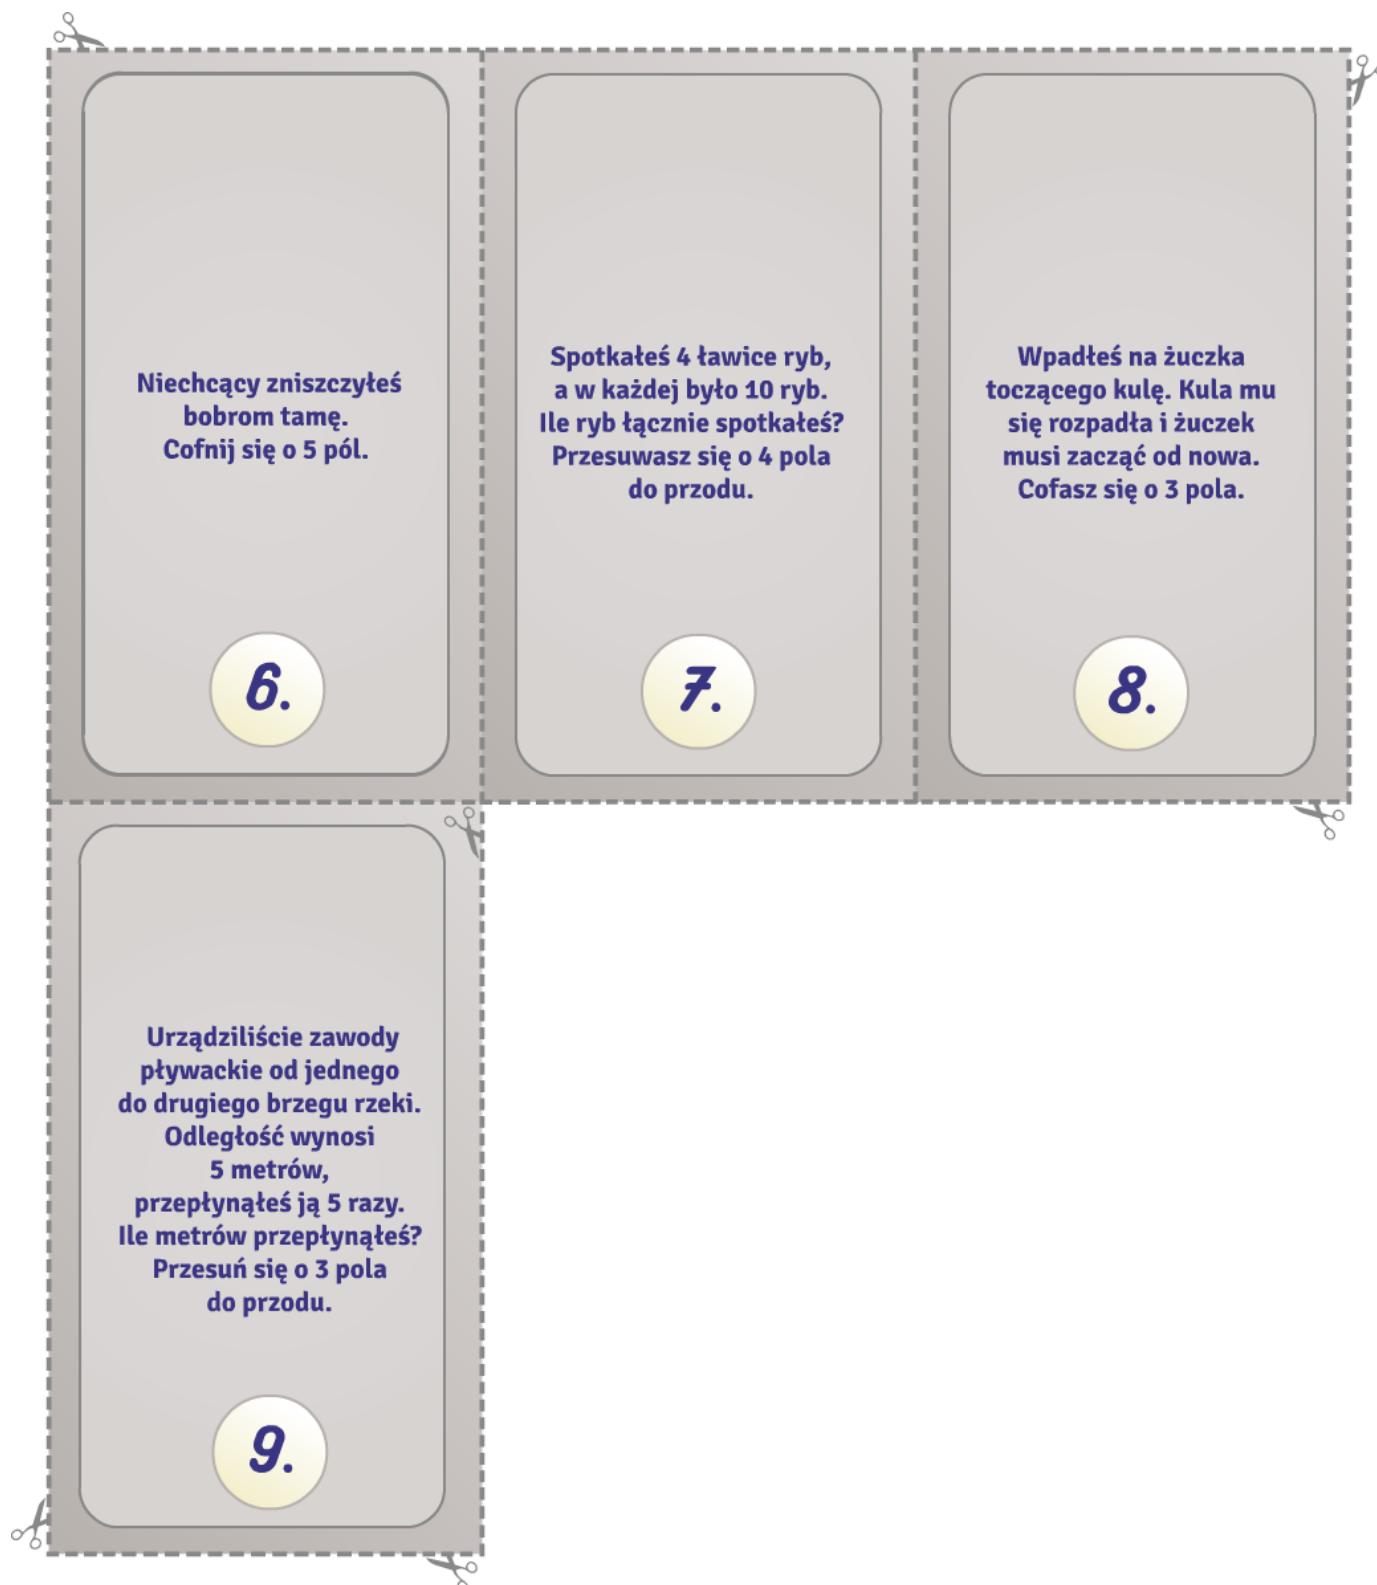 Niechcący zniszczyłeś
bobrom tamę.
Cofnij się o 5 pól.
6.
Spotkałeś 4 ławice ryb,
a w każdej było 10 ryb.
Ile ryb łącznie spotkałeś?
Przesuwasz się o 4 pola
do przodu.
7.
Wpadłeś na żuczka
toczącego kulę. Kula mu
się rozpadła i żuczek
musi zacząć od nowa.
Cofasz się o 3 pola.
8.
Urządziliście zawody
pływackie od jednego
do drugiego brzegu rzeki.
Odległość wynosi
5 metrów,
przepłynąłeś ją 5 razy.
Ile metrów przepłynąłeś?
Przesuń się o 3 pola
do przodu.
9.